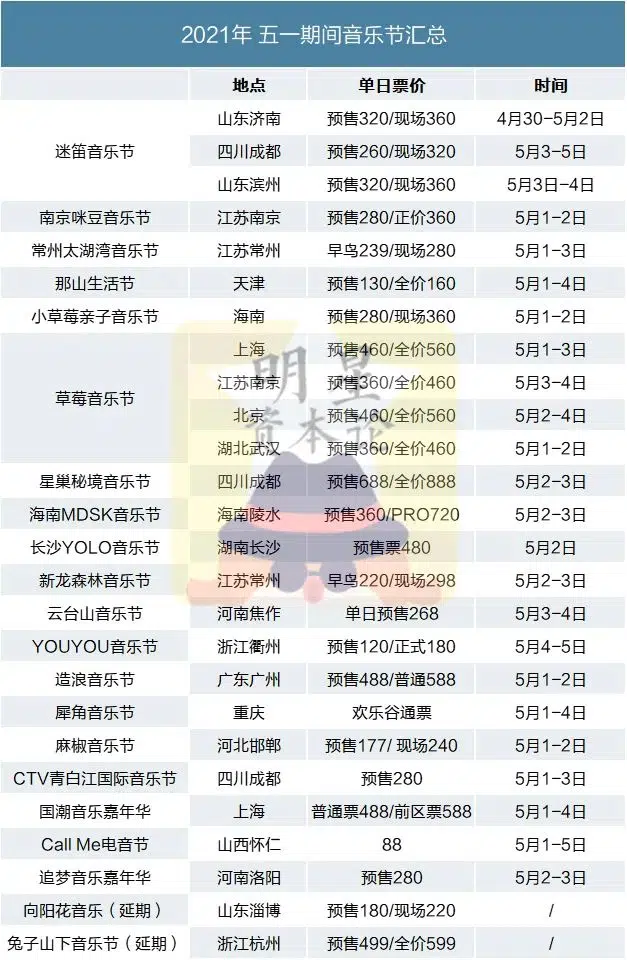 2021年 五一期间音乐节汇总
地点 单日票价 时间
山东济南 预售320/现场360 4月30-5月2日
迷笛音乐节 四川成都 预售260/现场320 5月3-5日
山东滨州 预售320/现场360 5月3日-4日
南京咪豆音乐节 江苏南京 预售280/正价360 5月1-2日
常州太湖湾音乐节 江苏常州 早鸟239/现场280 5月1-3日
那山生活节 天津 预售130/全价160 5月1-4日
小草莓亲子音乐节 海南 预售280/现场360 5月1-2日
上海 预售460/全价560 5月1-3日
草莓音乐节 江苏南京 预售360/全价460 5月3-4日
北京 预售460/全价560 5月2-4日
湖北武汉 预售360/全价460 5月1-2日
明星
资本论
星巢秘境音乐节 四川成都 预售688/全价888 5月2-3日
海南MDSK音乐节 海南陵水 预售360/PRO720 5月2-3日
长沙YOLO音乐节 湖南长沙 预售票480 5月2日
新龙森林音乐节 江苏常州 早鸟220/现场298 5月2-3日
云台山音乐节 河南焦作 单日预售268 5月3-4日
YOUYOU音乐节 浙江衢州 预售120/正式180 5月4-5日
造浪音乐节 广东广州 预售488/普通588 5月1-2日
犀角音乐节 重庆 欢乐谷通票 5月1-4日
麻椒音乐节 河北邯郸 预售177/ 现场240 5月1-2日
CTV青白江国际音乐节 四川成都 预售280 5月1-3日
国潮音乐嘉年华 上海 普通票488/前区票588 5月1-4日
Call Me电音节 山西怀仁 88 5月1-5日
追梦音乐嘉年华 河南洛阳 预售280 5月2-3日
向阳花音乐（延期） 山东淄博 预售180/现场220 /
兔子山下音乐节（延期） 浙江杭州 预售499/全价599 /